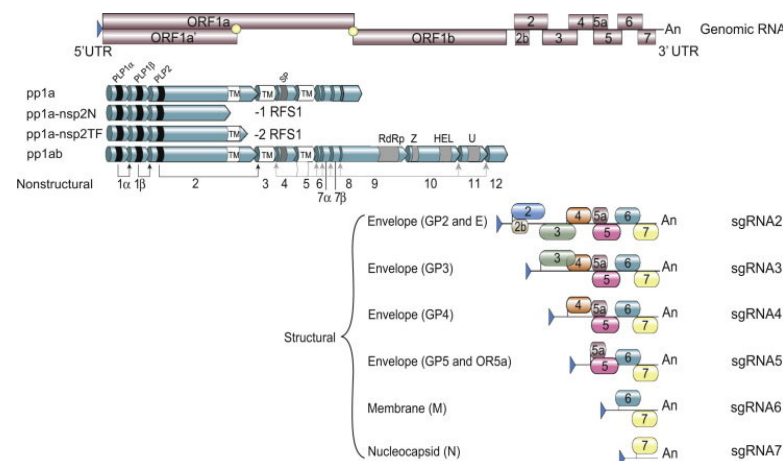 ORF1a 2 4 5a 6 An Genomic RNA
ORF1a' ORF1b 2b 3 5 7
5'UTR 3' UTR
PLP1α PLP1β PLP2 SP
pp1a TM TM TM
pp1a-nsp2N -1 RFS1
pp1a-nsp2TF TM -2 RFS1
RdRp Z HEL U
pp1ab TM TM TM
Nonstructural 1α 1β 2 3 4 5 6 8 9 10 11 12
7α 7β
Structural
Envelope (GP2 and E) 2 2b 3 4 5a 5 6 7 An sgRNA2
Envelope (GP3) 3 4 5a 5 6 7 An sgRNA3
Envelope (GP4) 4 5a 5 6 7 An sgRNA4
Envelope (GP5 and OR5a) 5a 5 6 7 An sgRNA5
Membrane (M) 6 7 An sgRNA6
Nucleocapsid (N) 7 An sgRNA7